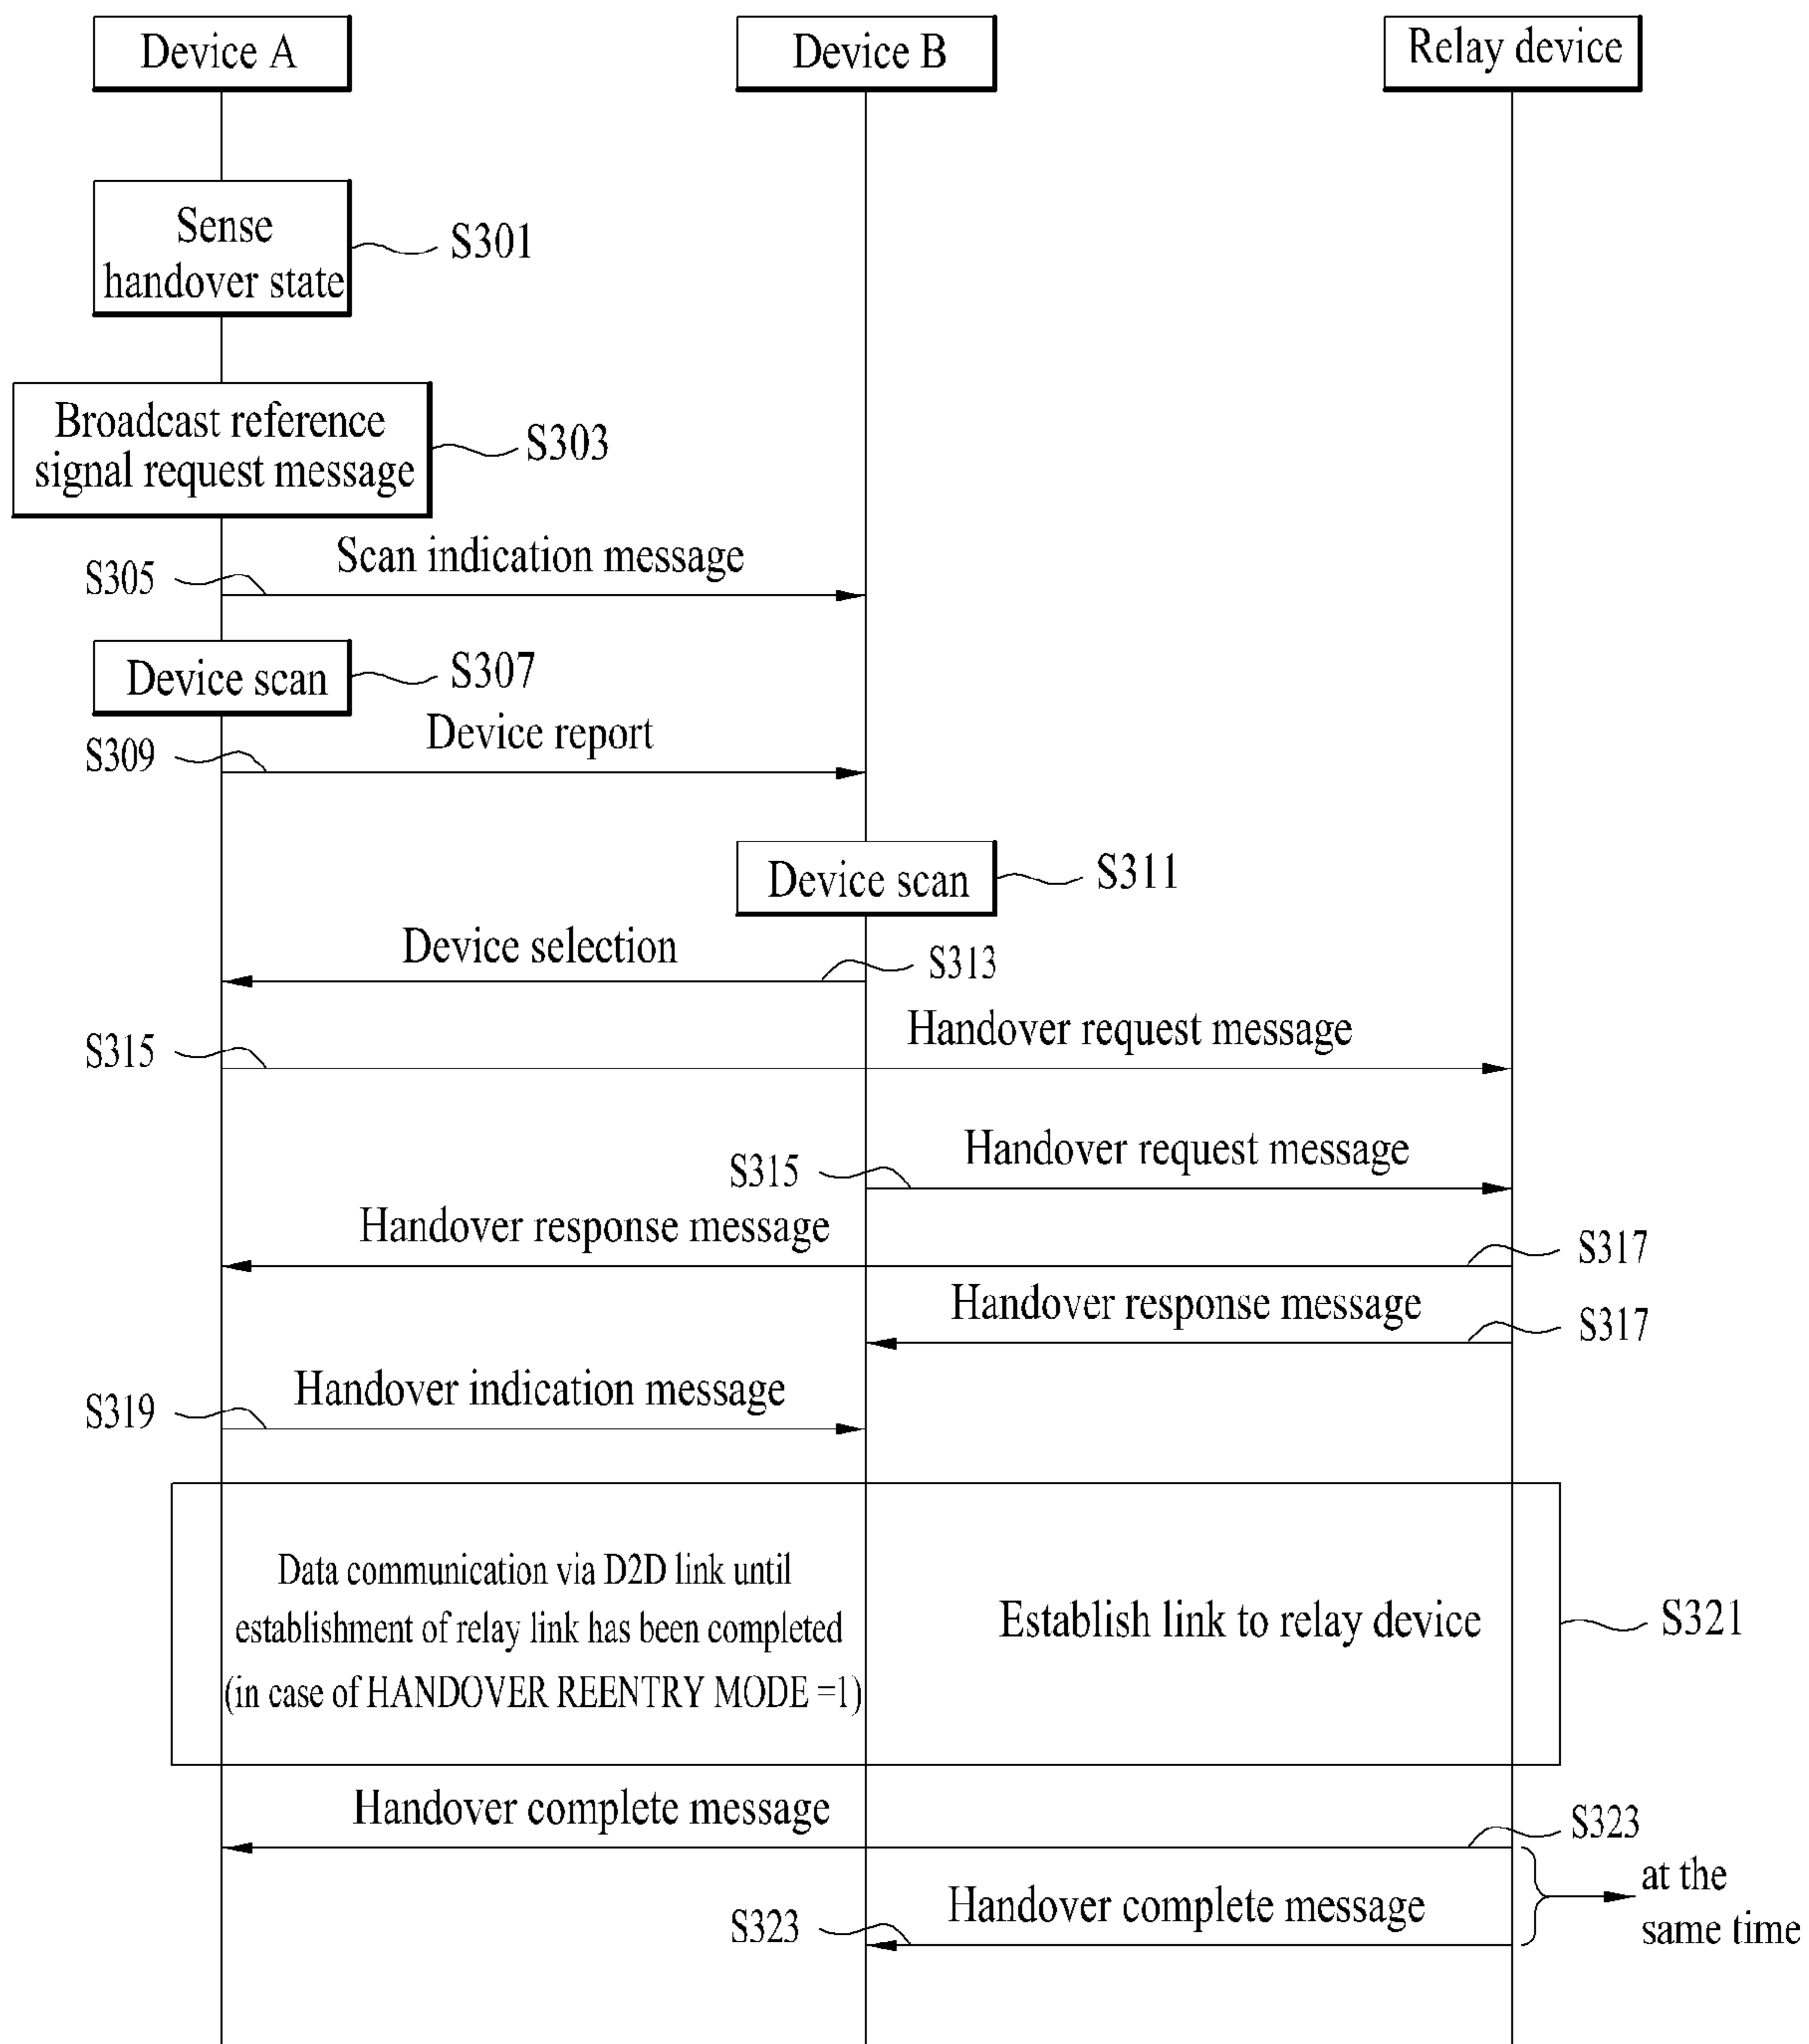 Device A
Device B
Relay device
Sense
handover state
S301
Broadcast reference
signal request message
S303
Scan indication message
S305
Device scan
S307
Device report
S309
Device scan
S311
Device selection
S313
Handover request message
S315
Handover request message
S315
Handover response message
S317
Handover response message
S317
Handover indication message
S319
Data communication via D2D link until
establishment of relay link has been completed
(in case of HANDOVER REENTRY MODE =1)
Establish link to relay device
S321
Handover complete message
S323
at the
same time
Handover complete message
S323